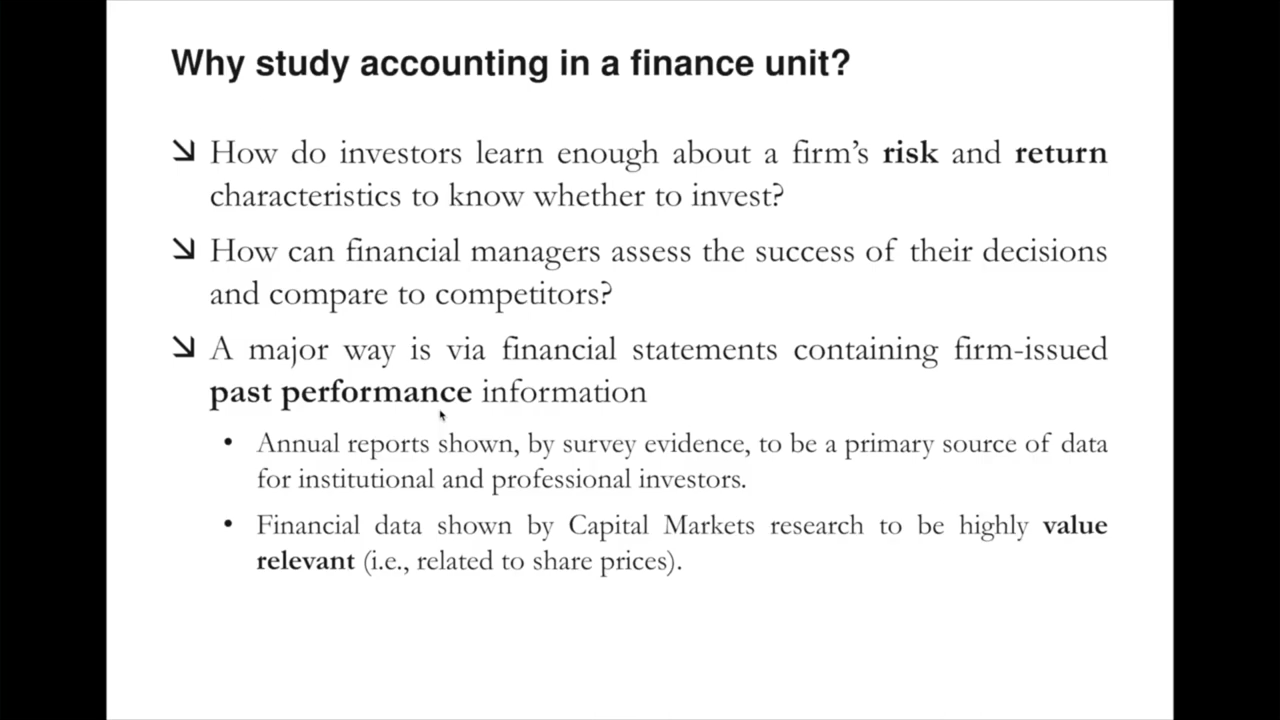 Why study accounting in a finance unit?
How do investors learn enough about a firm's risk and return
characteristics to know whether to invest?
How can financial managers assess the success of their decisions
and compare to competitors?
A major way is via financial statements containing firm-issued
past performance information
• Annual reports shown, by survey evidence, to be a primary source of data
for institutional and professional investors.
• Financial data shown by Capital Markets research to be highly value
relevant (i.e., related to share prices).